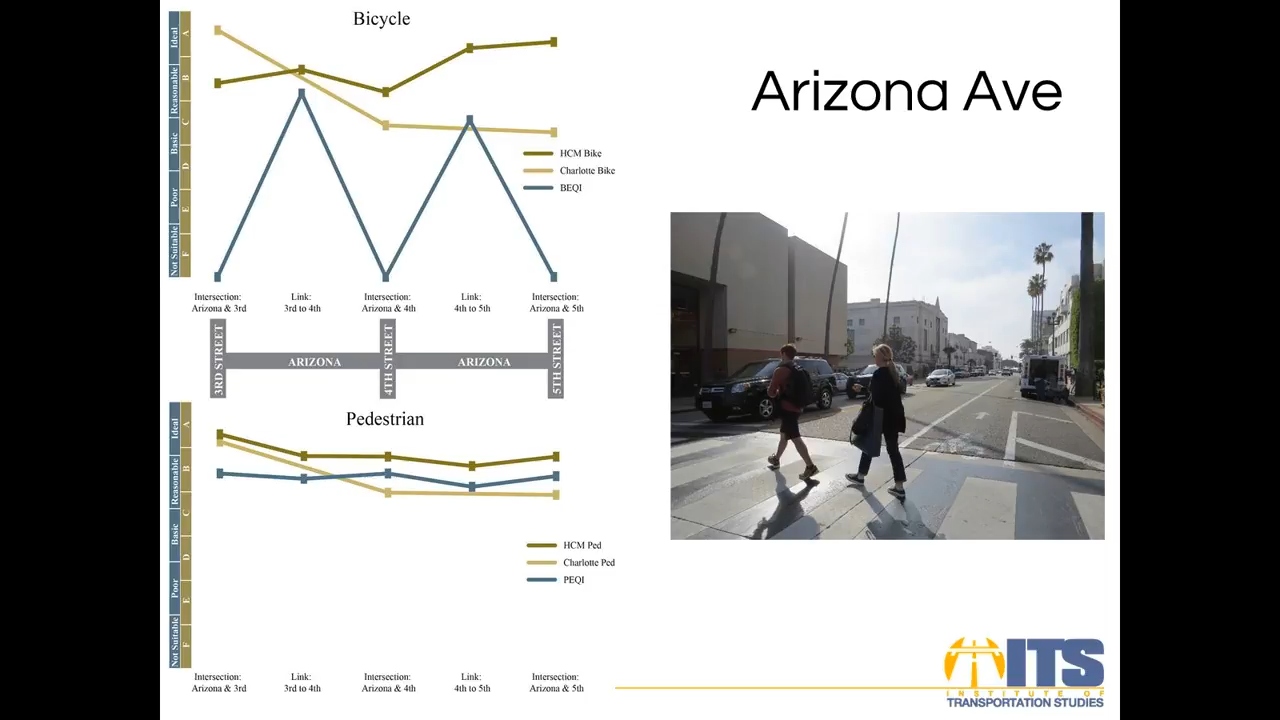 Bicycle
Arizona Ave
Ideal
Reasonable
Basic
Poor
Not Suitable
A
B
C
D
E
F
HCM Bike
Charlotte Bike
BEQI
Intersection:
Arizona & 3rd
Link:
3rd to 4th
Intersection:
Arizona & 4th
Link:
4th to 5th
Intersection:
Arizona & 5th
3RD STREET
ARIZONA
4TH STREET
ARIZONA
5TH STREET
Pedestrian
Ideal
Reasonable
Basic
Poor
Not Suitable
A
B
C
D
E
F
HCM Ped
Charlotte Ped
PEQI
Intersection:
Arizona & 3rd
Link:
3rd to 4th
Intersection:
Arizona & 4th
Link:
4th to 5th
Intersection:
Arizona & 5th
ITS
INSTITUTE OF
TRANSPORTATION STUDIES